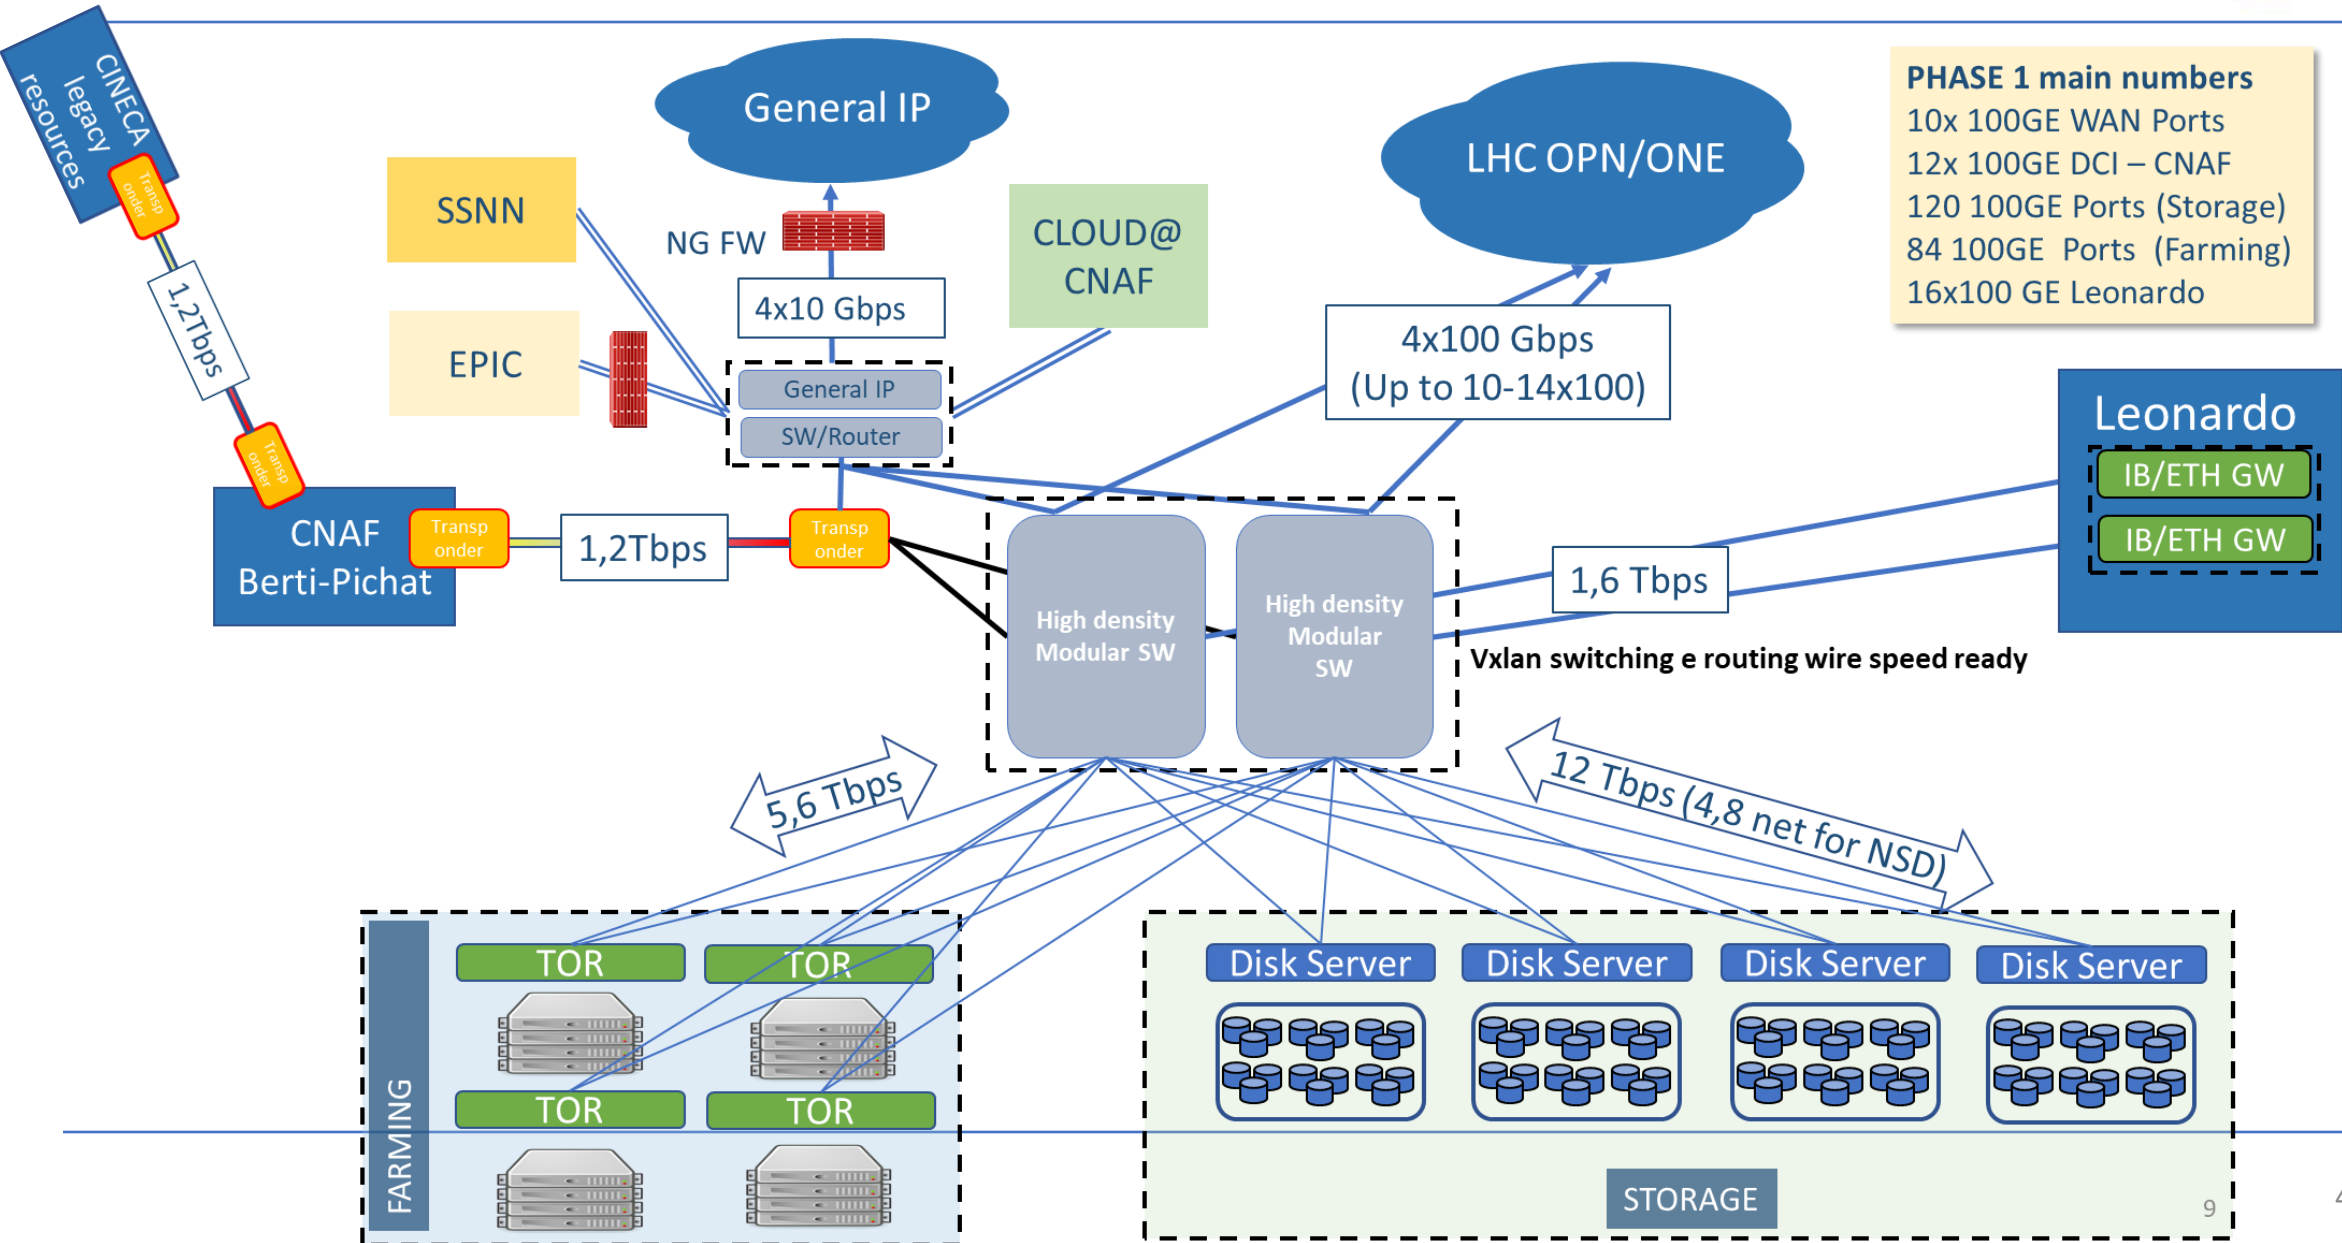 CINECA
legacy
resources
Transp
onder
1,2Tbps
Transp
onder
CNAF
Berti-Pichat
Transp
onder
1,2Tbps
Transp
onder
SSNN
EPIC
General IP
NG FW
4x10 Gbps
General IP
SW/Router
CLOUD@
CNAF
LHC OPN/ONE
4x100 Gbps
(Up to 10-14x100)
PHASE 1 main numbers
10x 100GE WAN Ports
12x 100GE DCI – CNAF
120 100GE Ports (Storage)
84 100GE Ports (Farming)
16x100 GE Leonardo
Leonardo
IB/ETH GW
IB/ETH GW
1,6 Tbps
High density
Modular SW
High density
Modular
SW
Vxlan switching e routing wire speed ready
5,6 Tbps
12 Tbps (4,8 net for NSD)
FARMING
TOR
TOR
TOR
TOR
Disk Server
Disk Server
Disk Server
Disk Server
STORAGE
9